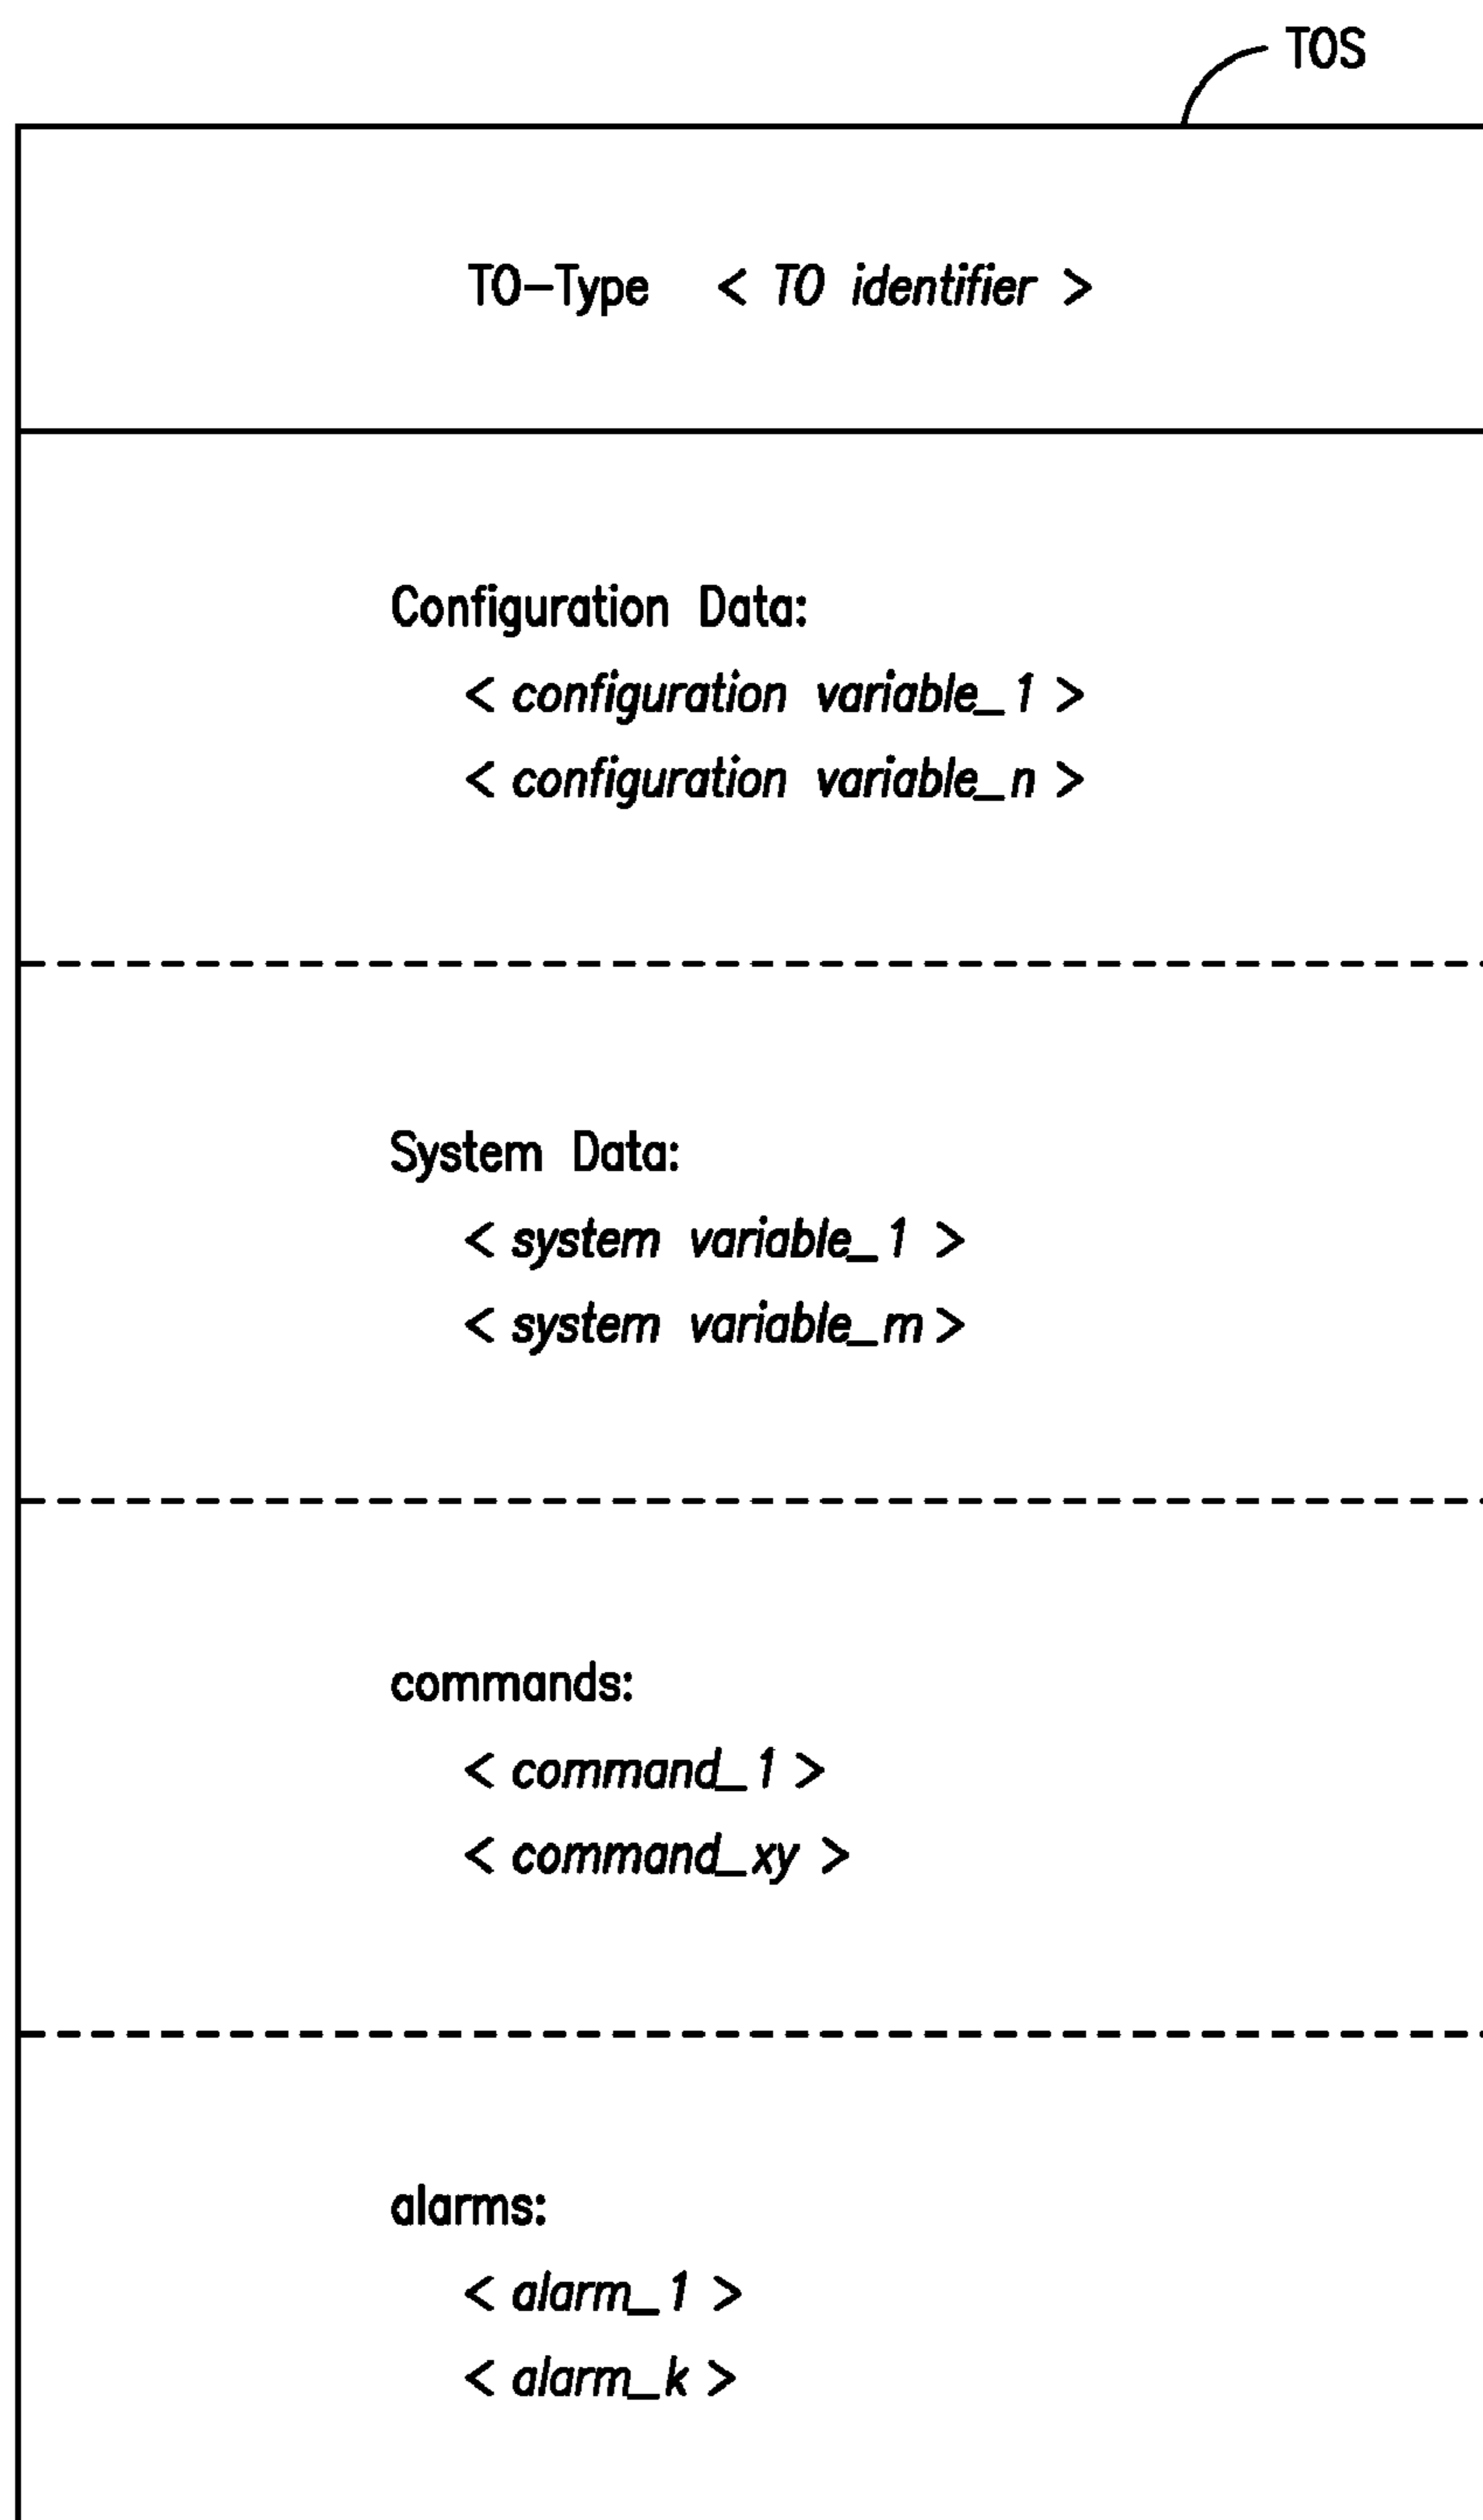 TOS
TO-Type < TO identifier >
Configuration Data:
< configuration variable_1 >
< configuration variable_n >
System Data:
< system variable_1 >
< system variable_m >
commands:
< command_1 >
< command_xy >
alarms:
< alarm_1 >
< alarm_k >